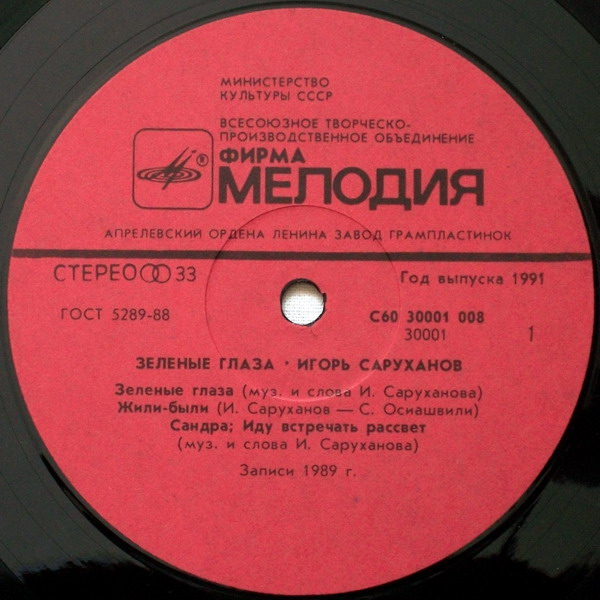 МИНИСТЕРСТВО
КУЛЬТУРЫ СССР
ВСЕСОЮЗНОЕ ТВОРЧЕСКО-
ПРОИЗВОДСТВЕННОЕ ОБЪЕДИНЕНИЕ
®
ФИРМА
МЕЛОДИЯ
АПРЕЛЕВСКИЙ ОРДЕНА ЛЕНИНА ЗАВОД ГРАМПЛАСТИНОК
СТЕРЕО 33
Год выпуска 1991
ГОСТ 5289-88
С60 30001 008
30001
1
ЗЕЛЕНЫЕ ГЛАЗА · ИГОРЬ САРУХАНОВ
Зеленые глаза (муз. и слова И. Саруханова)
Жили-были (И. Саруханов — С. Осиашвили)
Сандра; Иду встречать рассвет
(муз. и слова И. Саруханова)
Записи 1989 г.